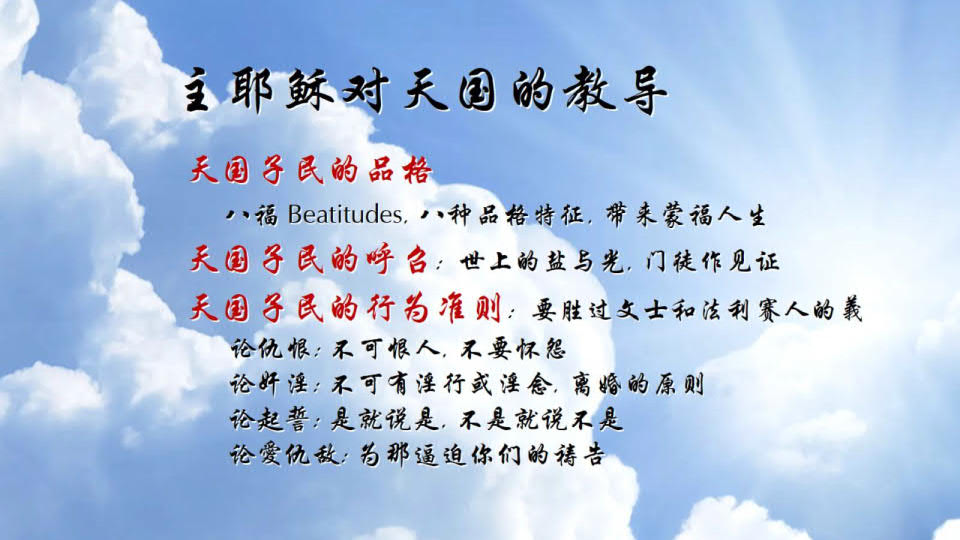 主耶稣对天国的教导
天国子民的品格
八福 Beatitudes, 八种品格特征, 带来蒙福人生
天国子民的呼召: 世上的盐与光, 门徒作见证
天国子民的行为准则: 要胜过文士和法利赛人的義
论仇恨: 不可恨人, 不要怀怨
论奸淫: 不可有淫行或淫念, 离婚的原则
论起誓: 是就说是, 不是就说不是
论愛仇敌: 为那逼迫你们的祷告